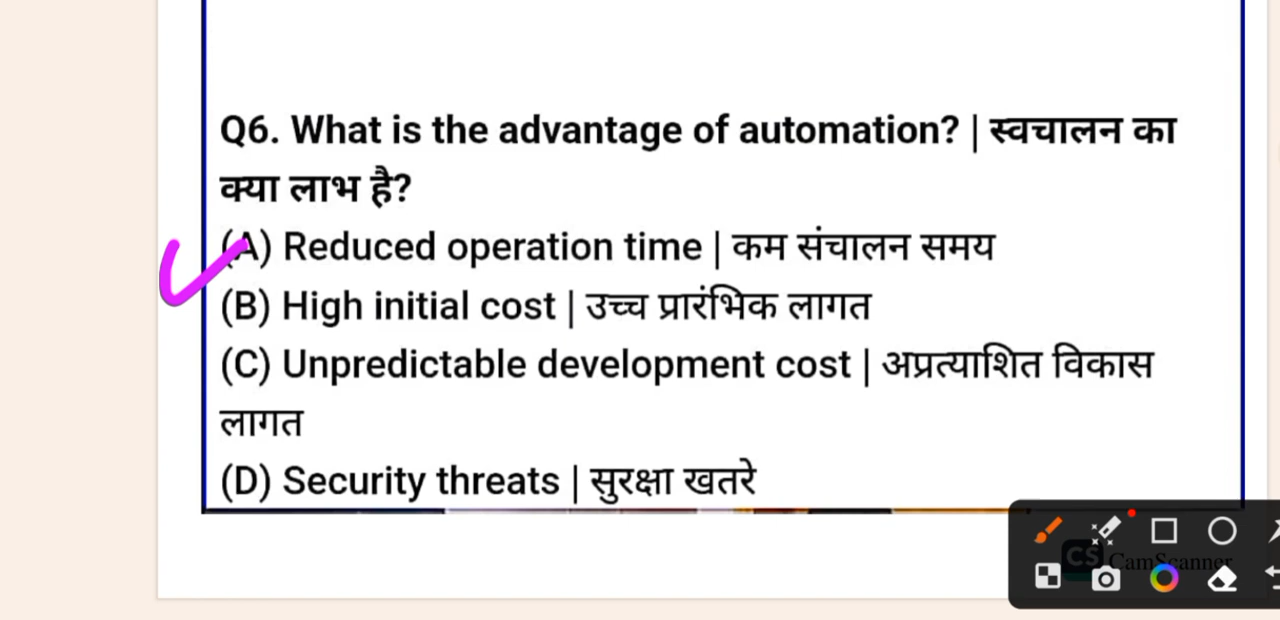 Q6. What is the advantage of automation? | स्वचालन का
क्या लाभ है?
(A) Reduced operation time | कम संचालन समय
(B) High initial cost | उच्च प्रारंभिक लागत
(C) Unpredictable development cost | अप्रत्याशित विकास
लागत
(D) Security threats | सुरक्षा खतरे
CS CamScanner